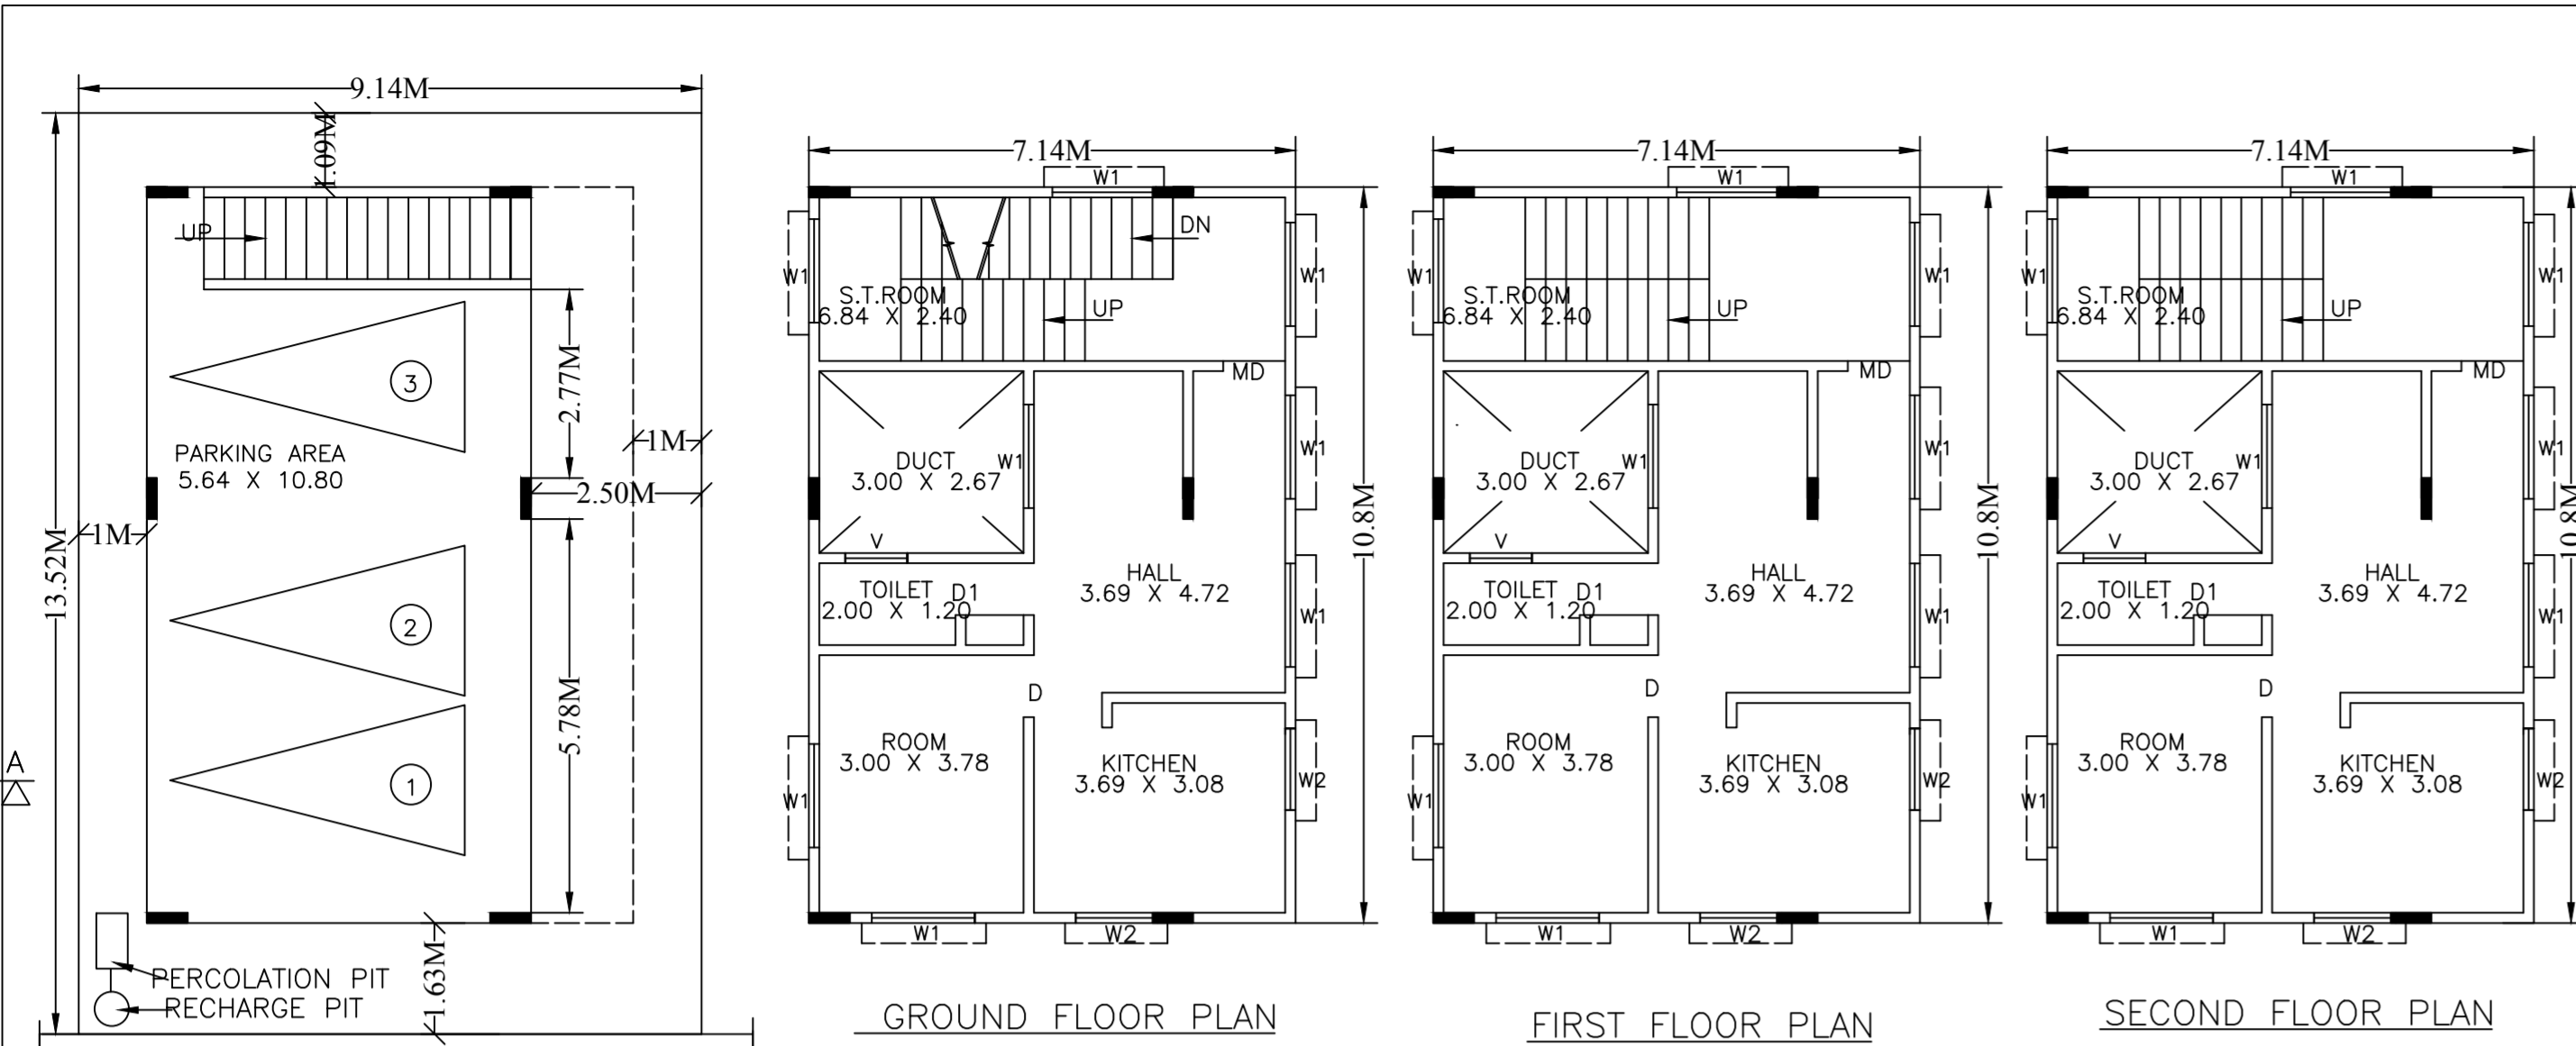 9.14M
1.09M
UP
3
2.77M
1M
PARKING AREA
5.64 X 10.80
2.50M
1M
13.52M
2
5.78M
A
1
PERCOLATION PIT
RECHARGE PIT
1.63M
7.14M
W1
DN
W1
W1
S.T.ROOM
6.84 X 2.40
UP
MD
DUCT
3.00 X 2.67
W1
W1
10.8M
V
HALL
3.69 X 4.72
TOILET
D1
2.00 X 1.20
W1
D
ROOM
3.00 X 3.78
KITCHEN
3.69 X 3.08
W1
W2
W1
W2
GROUND FLOOR PLAN
7.14M
W1
W1
W1
S.T.ROOM
6.84 X 2.40
UP
MD
DUCT
3.00 X 2.67
W1
W1
10.8M
V
HALL
3.69 X 4.72
TOILET
D1
2.00 X 1.20
W1
D
ROOM
3.00 X 3.78
KITCHEN
3.69 X 3.08
W1
W2
W1
W2
FIRST FLOOR PLAN
7.14M
W1
W1
W1
S.T.ROOM
6.84 X 2.40
UP
MD
DUCT
3.00 X 2.67
W1
W1
10.8M
V
HALL
3.69 X 4.72
TOILET
D1
2.00 X 1.20
W1
D
ROOM
3.00 X 3.78
KITCHEN
3.69 X 3.08
W1
W2
W1
W2
SECOND FLOOR PLAN